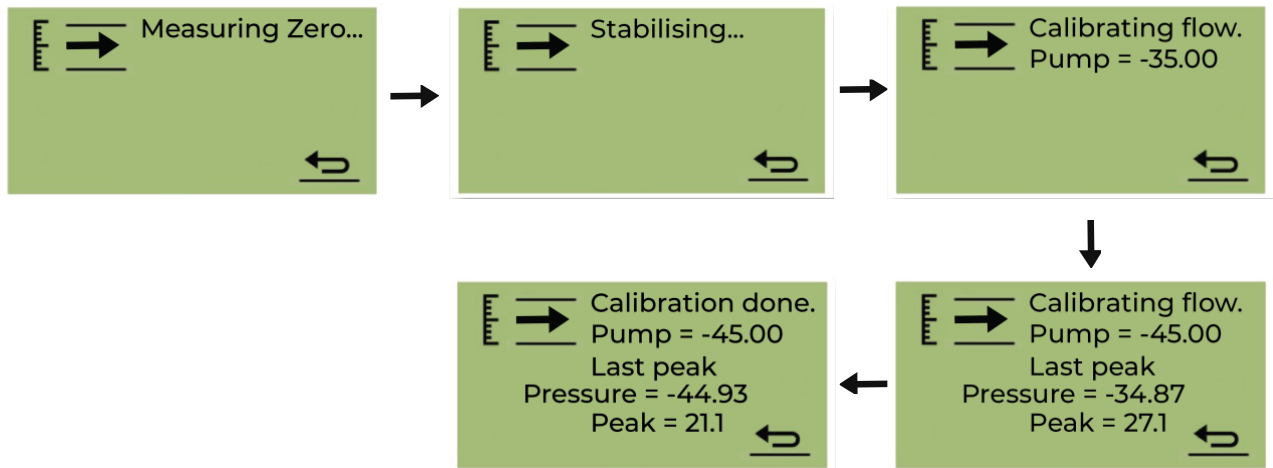 Measuring Zero...
Stabilising...
Calibrating flow.
Pump = -35.00
Calibrating flow.
Pump = -45.00
Last peak
Pressure = -34.87
Peak = 27.1
Calibration done.
Pump = -45.00
Last peak
Pressure = -44.93
Peak = 21.1